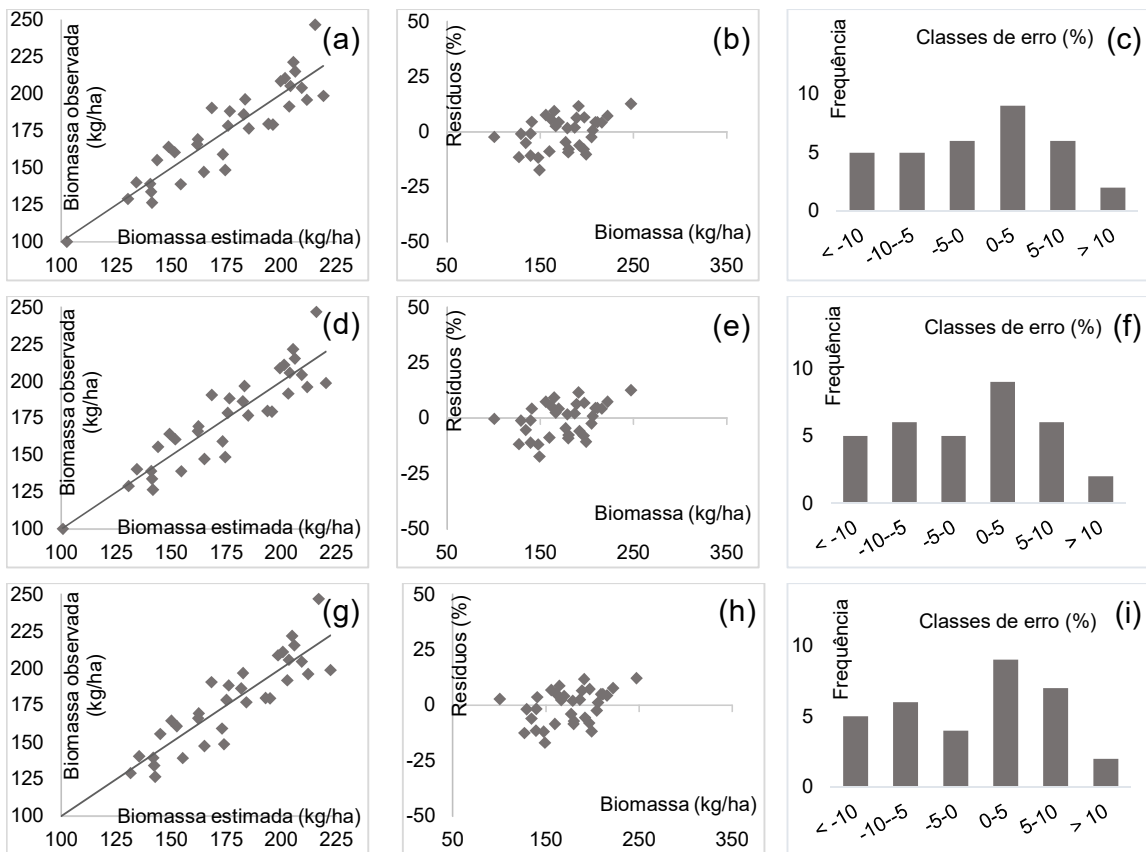 250
225
200
175
150
125
100
Biomassa observada
(kg/ha)
(a)
Biomassa estimada (kg/ha)
100 125 150 175 200 225
50
25
0
-25
-50
Resíduos (%)
(b)
Biomassa (kg/ha)
50 150 250 350
Classes de erro (%)
(c)
Frequência
10
5
0
< -10 -10--5 -5-0 0-5 5-10 > 10
250
225
200
175
150
125
100
Biomassa observada
(kg/ha)
(d)
Biomassa estimada (kg/ha)
100 125 150 175 200 225
50
25
0
-25
-50
Resíduos (%)
(e)
Biomassa (kg/ha)
50 150 250 350
Classes de erro (%)
(f)
Frequência
10
5
0
< -10 -10--5 -5-0 0-5 5-10 > 10
250
225
200
175
150
125
100
Biomassa observada
(kg/ha)
(g)
Biomassa estimada (kg/ha)
100 125 150 175 200 225
50
25
0
-25
-50
Resíduos (%)
(h)
Biomassa (kg/ha)
50 150 250 350
Classes de erro (%)
(i)
Frequência
10
5
0
< -10 -10--5 -5-0 0-5 5-10 > 10